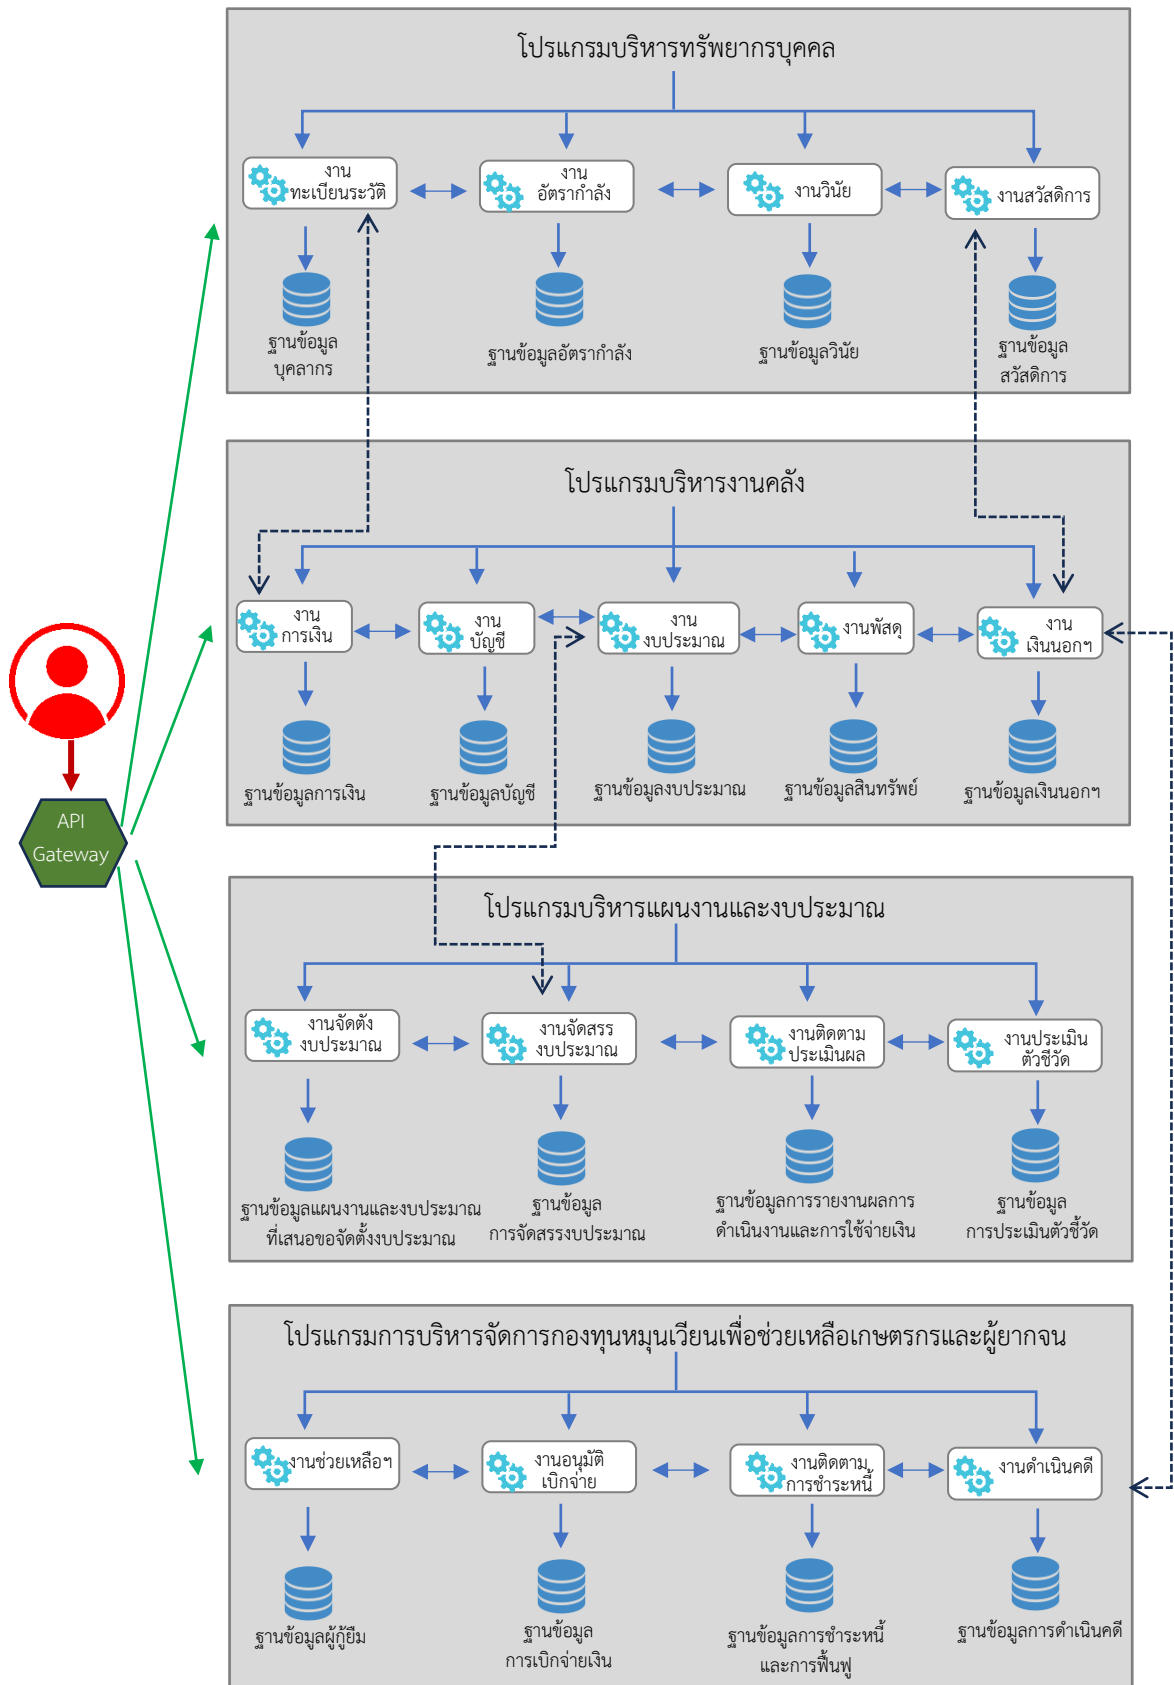 โปรแกรมบริหารทรัพยากรบุคคล
งาน
ทะเบียนระวัติ
งาน
อัตรากำลัง
งานวินัย
งานสวัสดิการ
ฐานข้อมูล
บุคลากร
ฐานข้อมูลอัตรากำลัง
ฐานข้อมูลวินัย
ฐานข้อมูล
สวัสดิการ
โปรแกรมบริหารงานคลัง
งาน
การเงิน
งาน
บัญชี
งาน
งบประมาณ
งานพัสดุ
งาน
เงินนอกฯ
ฐานข้อมูลการเงิน
ฐานข้อมูลบัญชี
ฐานข้อมูลงบประมาณ
ฐานข้อมูลสินทรัพย์
ฐานข้อมูลเงินนอกฯ
API
Gateway
โปรแกรมบริหารแผนงานและงบประมาณ
งานจัดตั้ง
งบประมาณ
งานจัดสรร
งบประมาณ
งานติดตาม
ประเมินผล
งานประเมิน
ตัวชี้วัด
ฐานข้อมูลแผนงานและงบประมาณ
ที่เสนอขอจัดตั้งงบประมาณ
ฐานข้อมูล
การจัดสรรงบประมาณ
ฐานข้อมูลการรายงานผลการ
ดำเนินงานและการใช้จ่ายเงิน
ฐานข้อมูล
การประเมินตัวชี้วัด
โปรแกรมการบริหารจัดการกองทุนหมุนเวียนเพื่อช่วยเหลือเกษตรกรและผู้ยากจน
งานช่วยเหลือฯ
งานอนุมัติ
เบิกจ่าย
งานติดตาม
การชำระหนี้
งานดำเนินคดี
ฐานข้อมูลผู้กู้ยืม
ฐานข้อมูล
การเบิกจ่ายเงิน
ฐานข้อมูลการชำระหนี้
และการฟื้นฟู
ฐานข้อมูลการดำเนินคดี